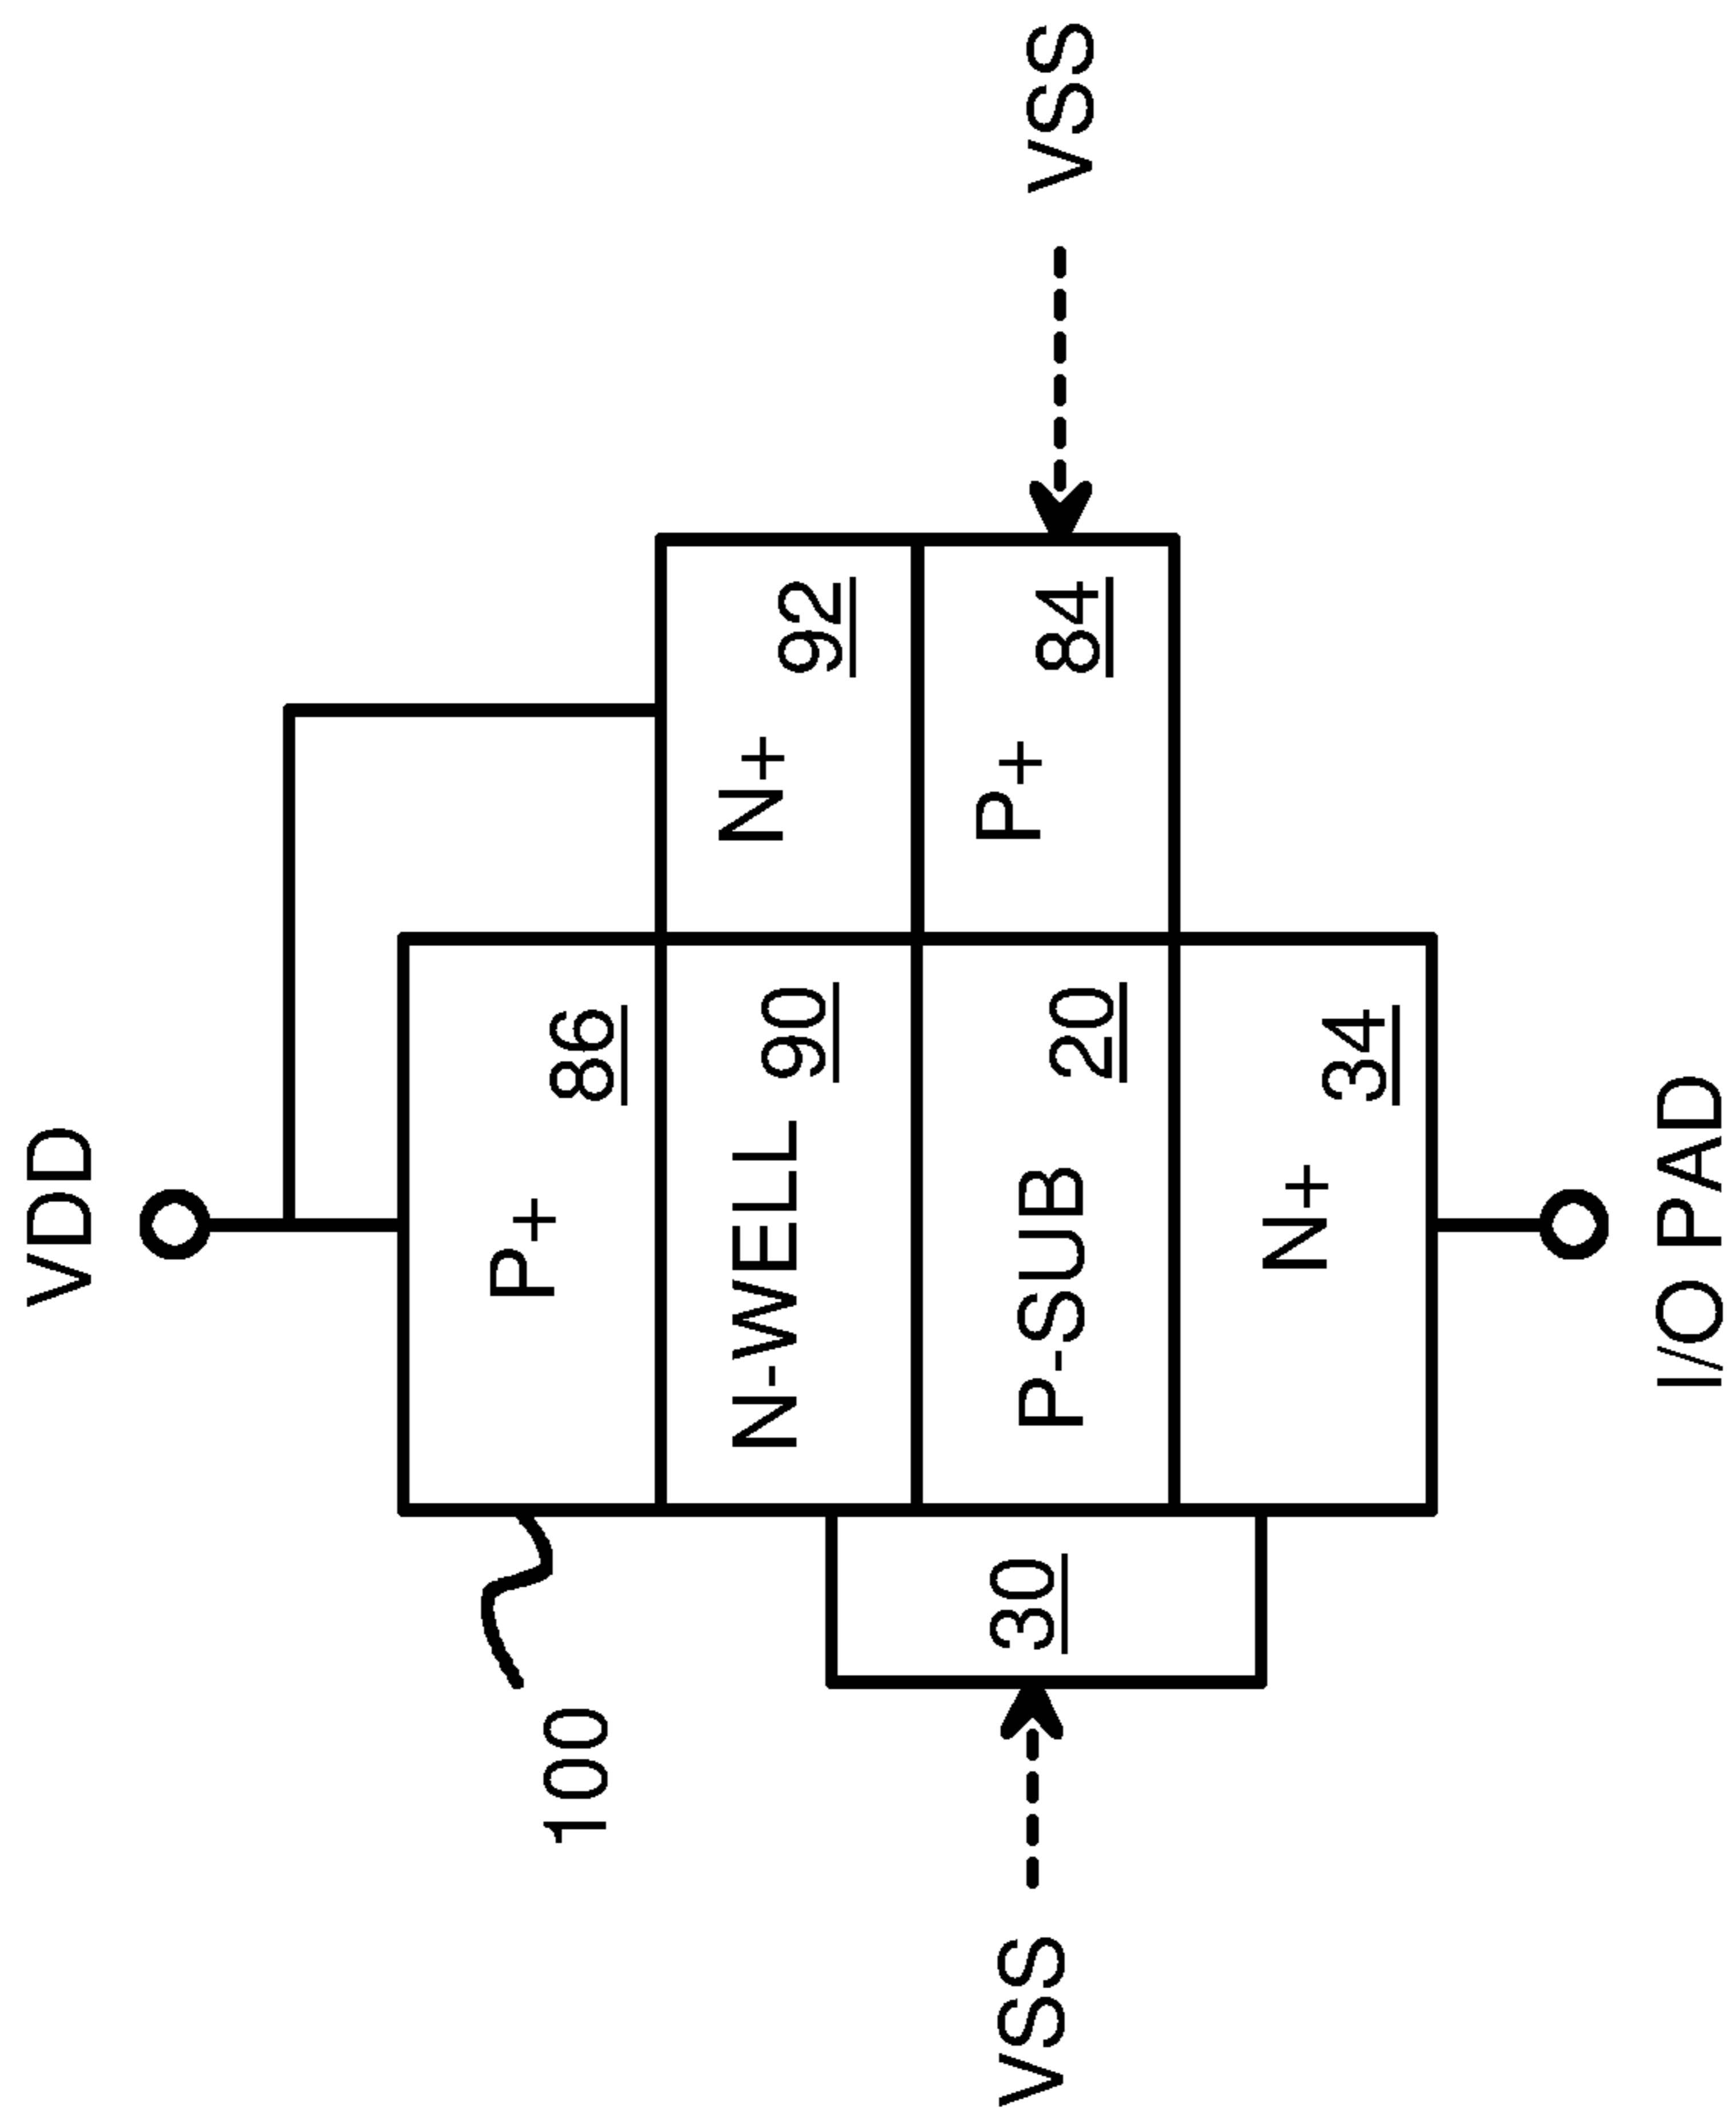 VDD
P+ 86
N-WELL 90
N+ 92
P-SUB 20
P+ 84
N+ 34
30
100
VSS
VSS
I/O PAD